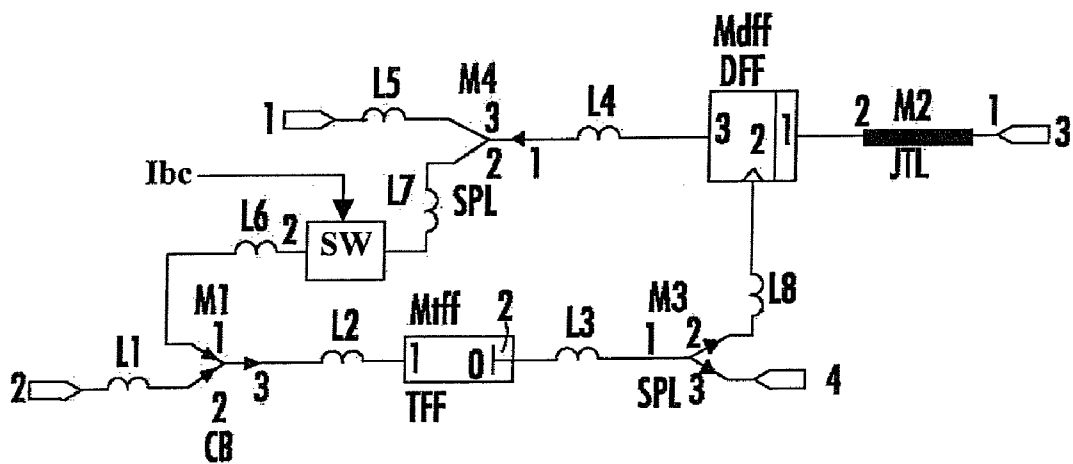 Mdff
DFF
L5
M4
L4
M2
1
3
3
2
1
2
1
3
2
1
JTL
Ibc
L7
SPL
L6
2
SW
L8
M1
1
L2
Mtff
2
L3
M3
1
2
L1
1
0
2
3
4
2
TFF
SPL
3
CB